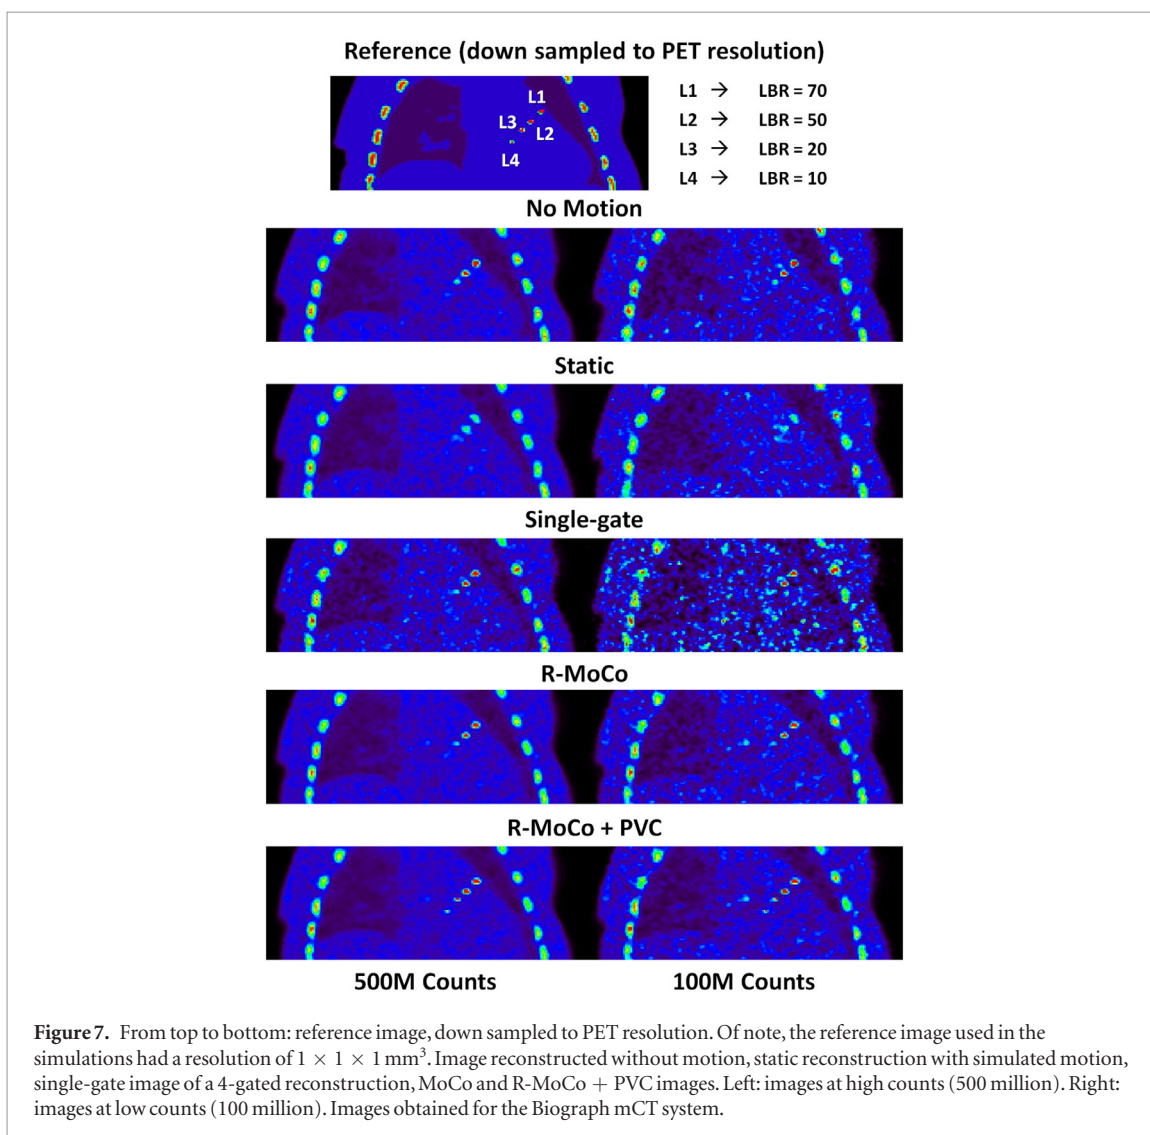 Reference (down sampled to PET resolution)
L1
L3
L2
L4
L1 → LBR = 70
L2 → LBR = 50
L3 → LBR = 20
L4 → LBR = 10
No Motion
Static
Single-gate
R-MoCo
R-MoCo + PVC
500M Counts 100M Counts
Figure 7. From top to bottom: reference image, down sampled to PET resolution. Of note, the reference image used in the
simulations had a resolution of 1 × 1 × 1 mm³. Image reconstructed without motion, static reconstruction with simulated motion,
single-gate image of a 4-gated reconstruction, MoCo and R-MoCo + PVC images. Left: images at high counts (500 million). Right:
images at low counts (100 million). Images obtained for the Biograph mCT system.